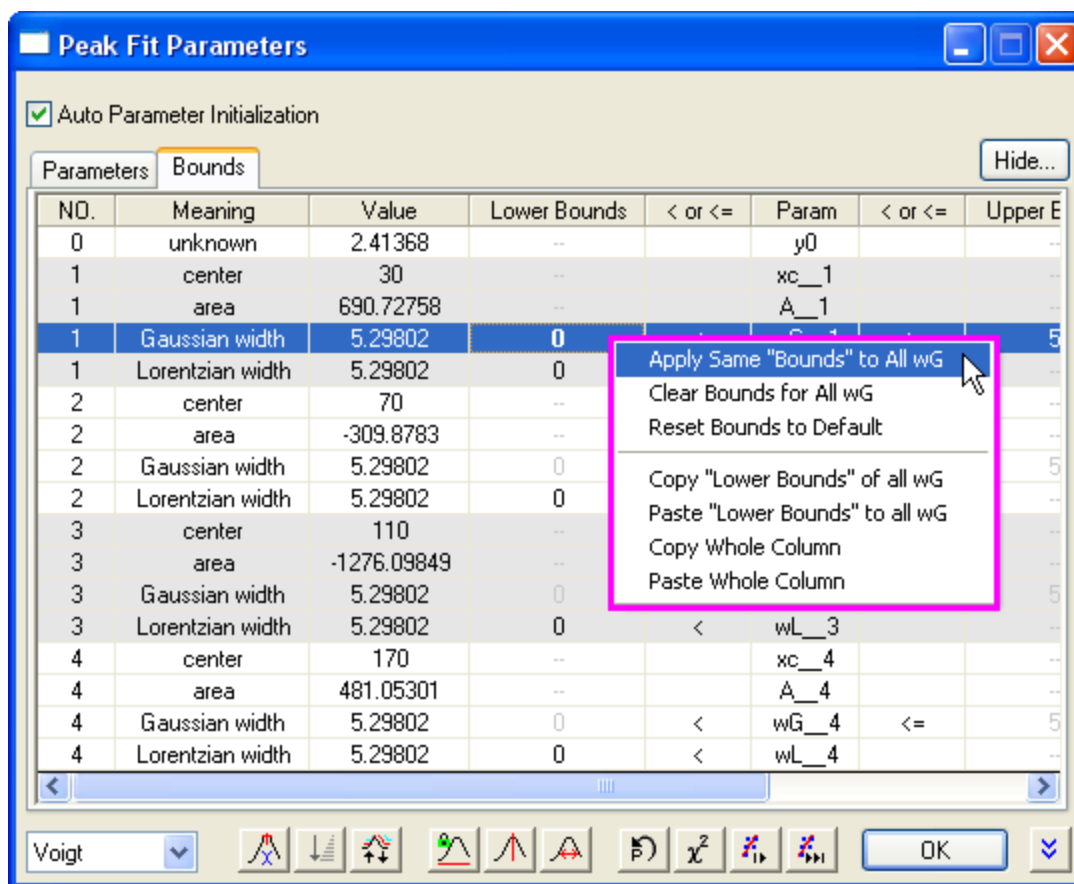 Peak Fit Parameters
Auto Parameter Initialization
Parameters Bounds Hide...
NO. Meaning Value Lower Bounds < or <= Param < or <= Upper
0 unknown 2.41368 -- y0 --
1 center 30 -- xc__1 --
1 area 690.72758 -- A__1 --
1 Gaussian width 5.29802 0 5
1 Lorentzian width 5.29802 0
2 center 70 --
2 area -309.8783 --
2 Gaussian width 5.29802 0 5
2 Lorentzian width 5.29802 0 --
3 center 110 --
3 area -1276.09849 --
3 Gaussian width 5.29802 0 5
3 Lorentzian width 5.29802 0 < wL__3 --
4 center 170 -- xc__4 --
4 area 481.05301 -- A__4 --
4 Gaussian width 5.29802 0 < wG__4 <= 5
4 Lorentzian width 5.29802 0 < wL__4 --
Apply Same "Bounds" to All wG
Clear Bounds for All wG
Reset Bounds to Default
Copy "Lower Bounds" of all wG
Paste "Lower Bounds" to all wG
Copy Whole Column
Paste Whole Column
Voigt P χ² OK